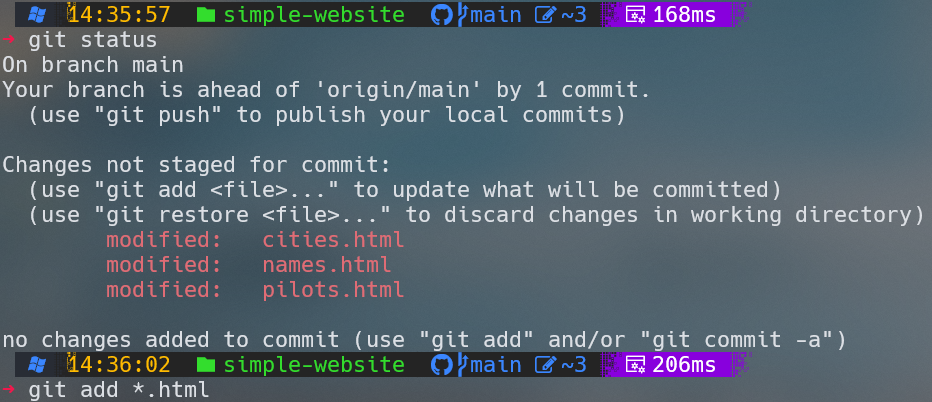 14:35:57 simple-website main ~3 168ms
→ git status
On branch main
Your branch is ahead of 'origin/main' by 1 commit.
(use "git push" to publish your local commits)
Changes not staged for commit:
(use "git add <file>..." to update what will be committed)
(use "git restore <file>..." to discard changes in working directory)
modified: cities.html
modified: names.html
modified: pilots.html
no changes added to commit (use "git add" and/or "git commit -a")
14:36:02 simple-website main ~3 206ms
→ git add *.html